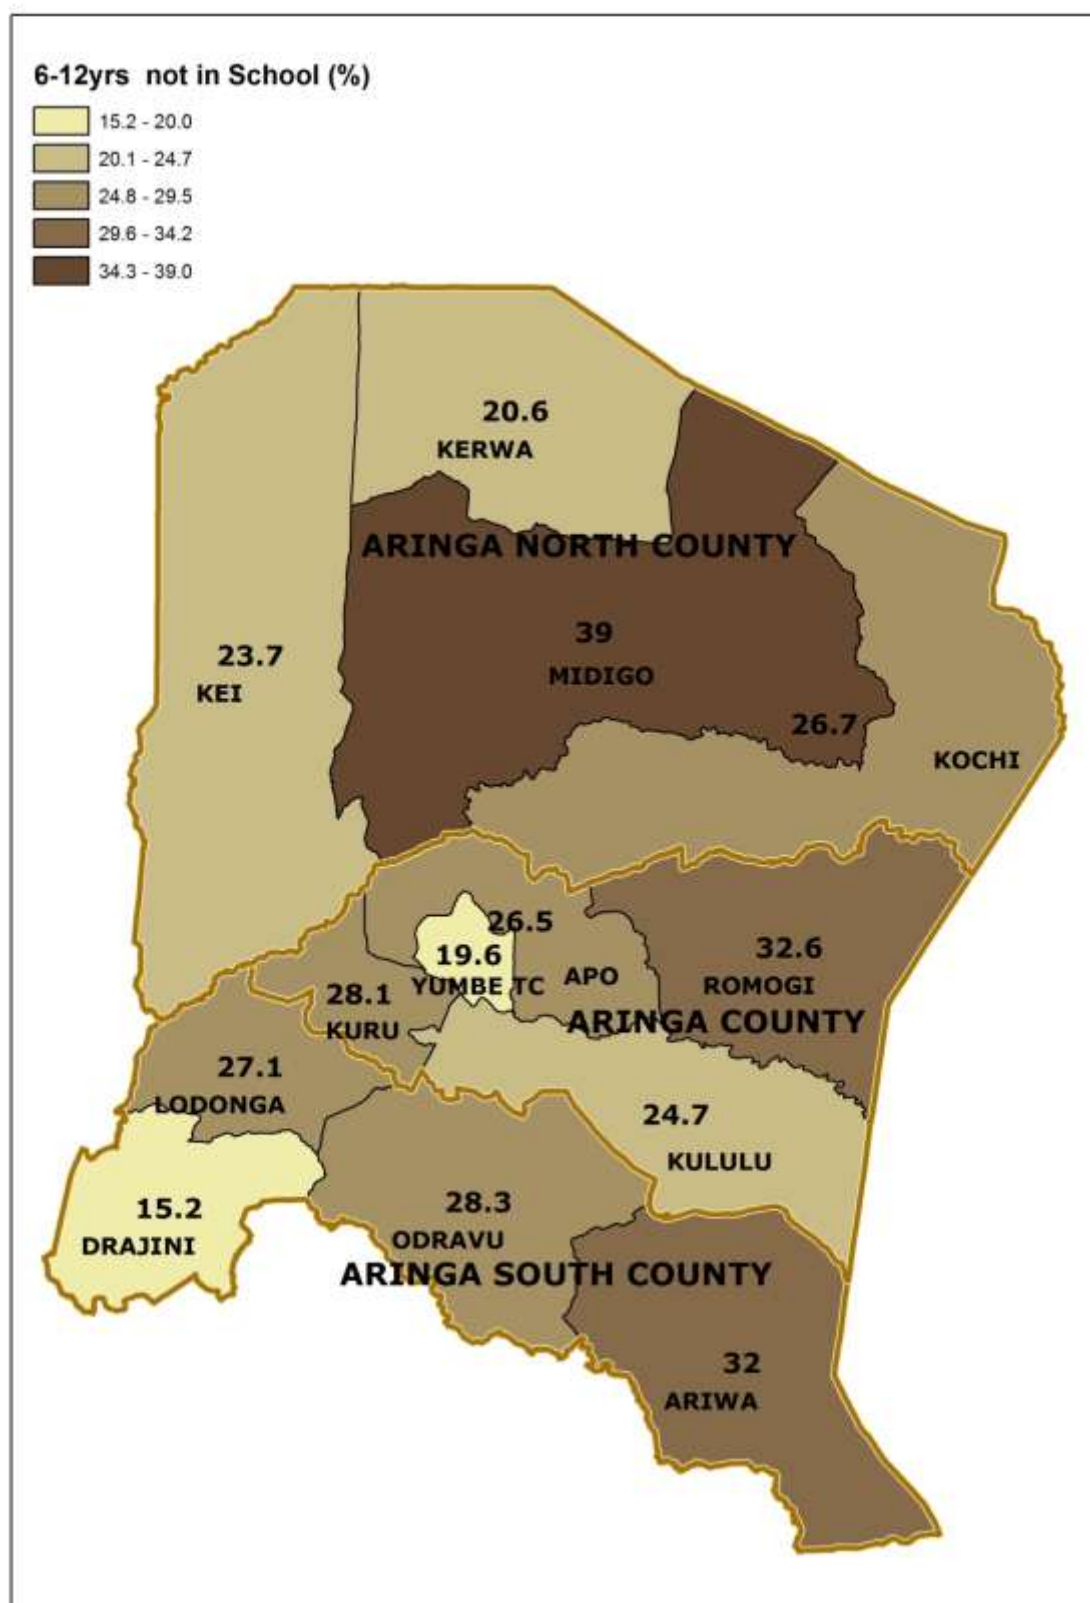 6-12yrs not in School (%)
15.2 - 20.0
20.1 - 24.7
24.8 - 29.5
29.6 - 34.2
34.3 - 39.0
20.6
KERWA
ARINGA NORTH COUNTY
39
MIDIGO
23.7
KEI
26.7
KOCHI
26.5
APO
19.6
YUMBE TC
32.6
ROMOGI
28.1
KURU
ARINGA COUNTY
27.1
LODONGA
24.7
KULULU
15.2
DRAJINI
28.3
ODRAVU
ARINGA SOUTH COUNTY
32
ARIWA